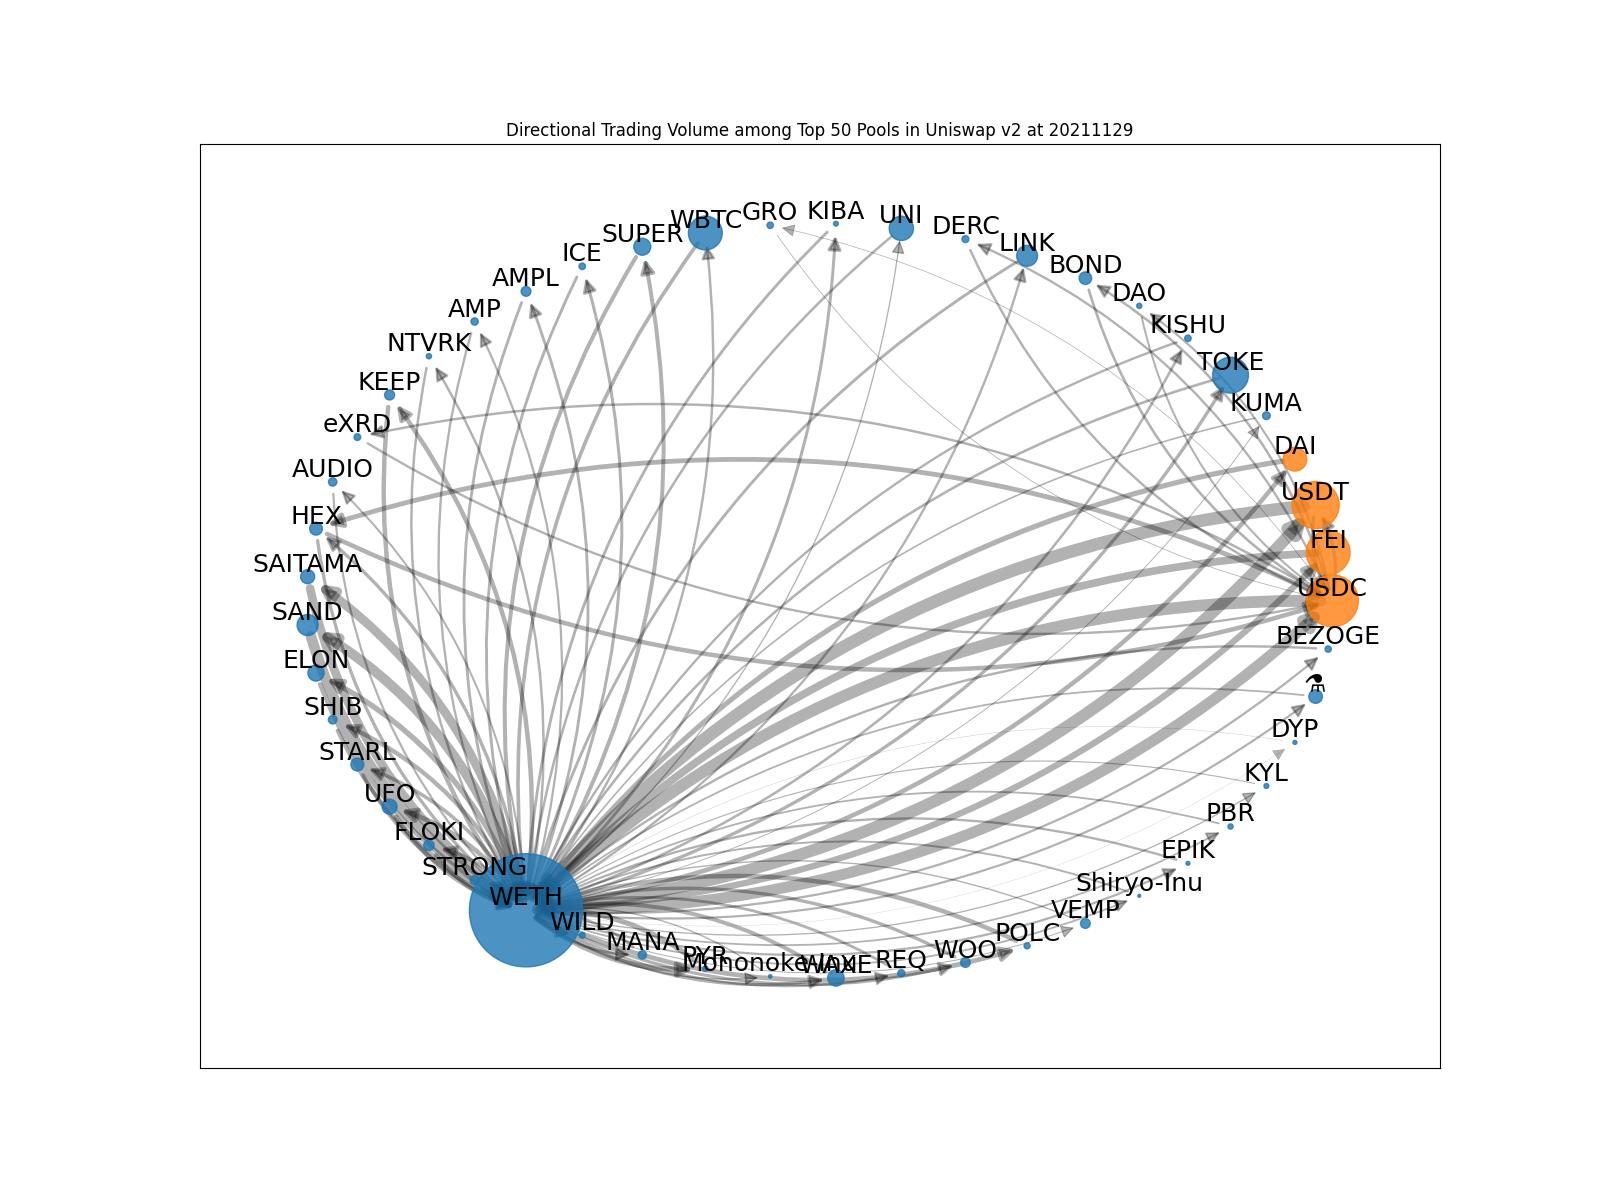 Directional Trading Volume among Top 50 Pools in Uniswap v2 at 20211129
GRO
KIBA
UNI
WBTC
DERC
SUPER
LINK
ICE
BOND
AMPL
DAO
AMP
KISHU
NTVRK
TOKE
KEEP
KUMA
eXRD
DAI
AUDIO
USDT
HEX
FEI
SAITAMA
USDC
SAND
BEZOGE
ELON
⚗
SHIB
DYP
STARL
KYL
UFO
PBR
FLOKI
EPIK
STRONG
Shiryo-Inu
WETH
VEMP
WILD
POLC
MANA
WOO
PYR
REQ
Mononoke-Inu
WAXE